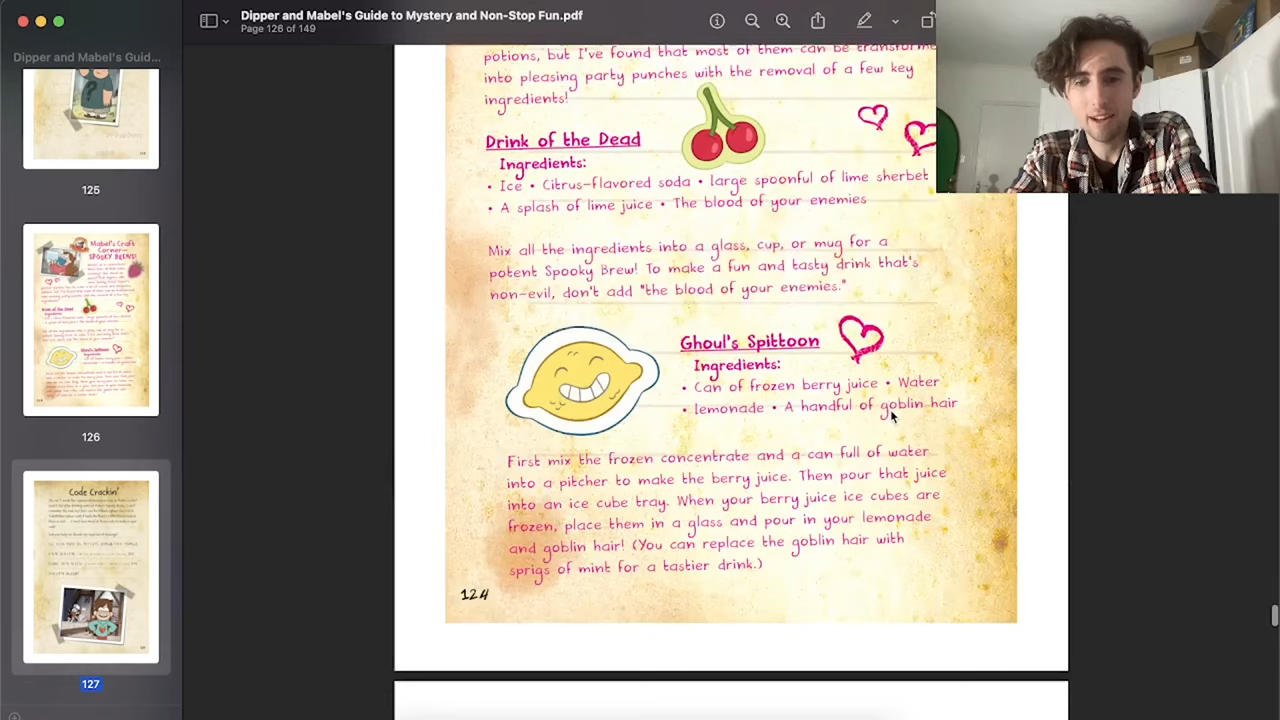 Dipper and Mabel's Guid...
Dipper and Mabel's Guide to Mystery and Non-Stop Fun.pdf
Page 126 of 149
125
Mabel's Craft
Corner—
SPOOKY BREWS!
126
Code Crackin'
127
potions, but I've found that most of them can be transforme
into pleasing party punches with the removal of a few key
ingredients!
Drink of the Dead
Ingredients:
• Ice • Citrus-flavored soda • large spoonful of lime sherbet
• A splash of lime juice • The blood of your enemies
Mix all the ingredients into a glass, cup, or mug for a
potent Spooky Brew! To make a fun and tasty drink that's
non-evil, don't add "the blood of your enemies."
Ghoul's Spittoon
Ingredients:
• Can of frozen berry juice • Water
• lemonade • A handful of goblin hair
First mix the frozen concentrate and a can full of water
into a pitcher to make the berry juice. Then pour that juice
into an ice cube tray. When your berry juice ice cubes are
frozen, place them in a glass and pour in your lemonade
and goblin hair! (You can replace the goblin hair with
sprigs of mint for a tastier drink.)
124